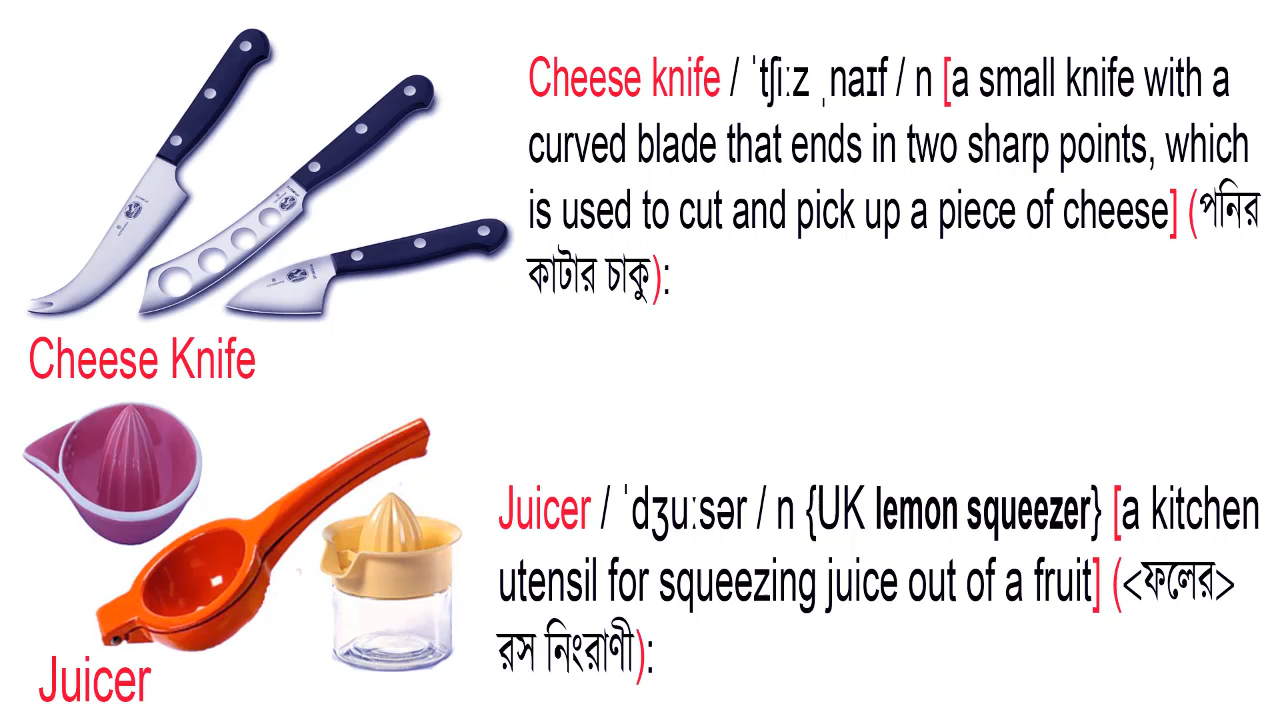 Cheese knife / ˈtʃiːz ˌnaɪf / n [a small knife with a
curved blade that ends in two sharp points, which
is used to cut and pick up a piece of cheese] (পনির
কাটার চাকু):
Cheese Knife
Juicer / ˈdʒuːsər / n {UK lemon squeezer} [a kitchen
utensil for squeezing juice out of a fruit] (<ফলের>
রস নিংরাণী):
Juicer